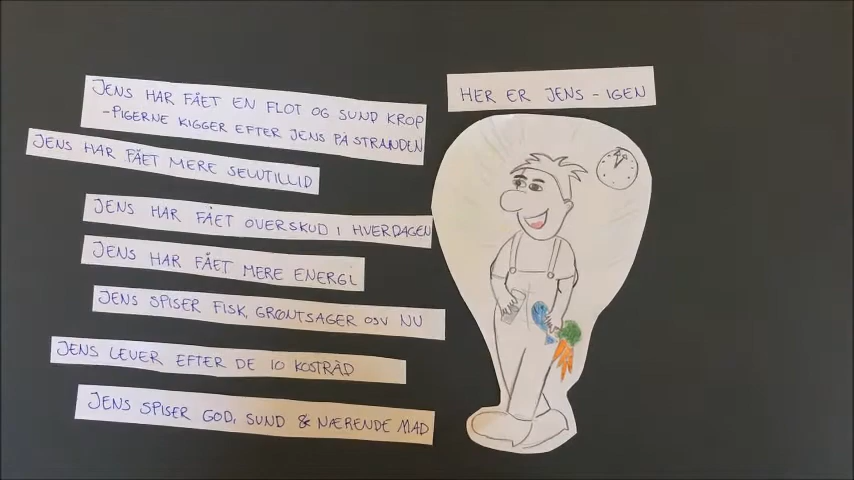 JENS HAR FÅET EN FLOT OG SUND KROP
-PIGERNE KIGGER EFTER JENS PÅ STRANDEN
JENS HAR FÅET MERE SELVTILLID
JENS HAR FÅET OVERSKUD I HVERDAGEN
JENS HAR FÅET MERE ENERGI
JENS SPISER FISK, GRØNTSAGER OSV NU
JENS LEVER EFTER DE 10 KOSTRÅD
JENS SPISER GOD, SUND & NÆRENDE MAD
HER ER JENS - IGEN